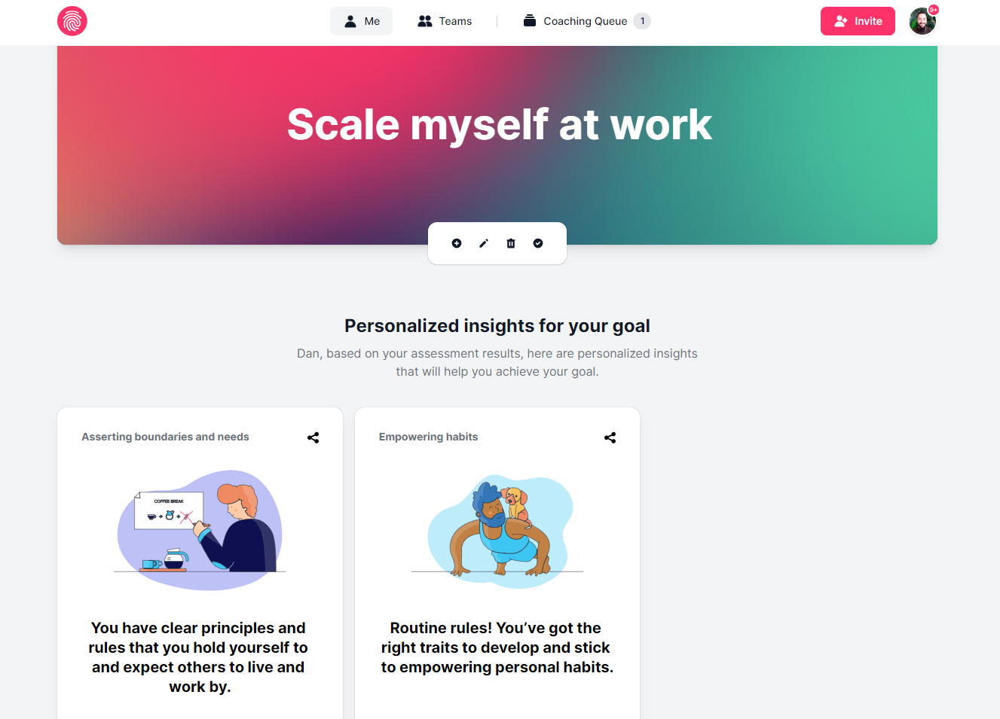 Me
Teams
Coaching Queue 1
Invite
9+
Scale myself at work
Personalized insights for your goal
Dan, based on your assessment results, here are personalized insights
that will help you achieve your goal.
Asserting boundaries and needs
COFFEE BREAK
You have clear principles and
rules that you hold yourself to
and expect others to live and
work by.
Empowering habits
Routine rules! You’ve got the
right traits to develop and stick
to empowering personal habits.